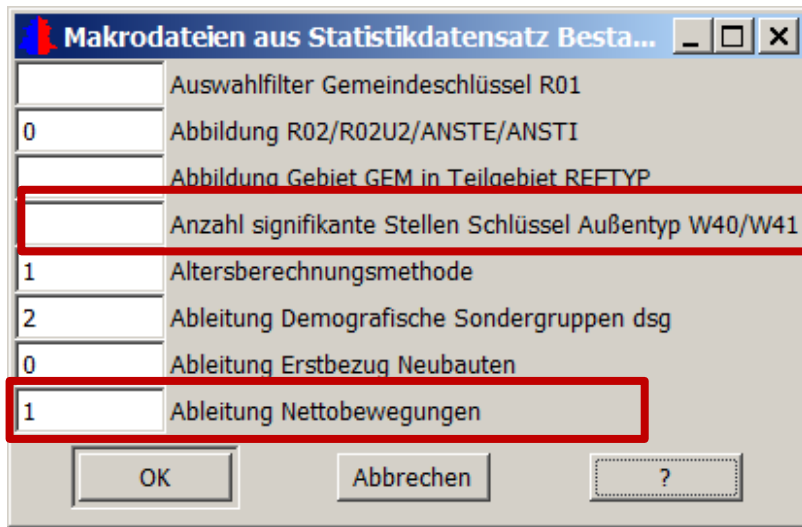 Makrodateien aus Statistikdatensatz Besta...
Auswahlfilter Gemeindeschlüssel R01
0 Abbildung R02/R02U2/ANSTE/ANSTI
Abbildung Gebiet GEM in Teilgebiet REFTYP
Anzahl signifikante Stellen Schlüssel Außentyp W40/W41
1 Altersberechnungsmethode
2 Ableitung Demografische Sondergruppen dsg
0 Ableitung Erstbezug Neubauten
1 Ableitung Nettobewegungen
OK Abbrechen ?